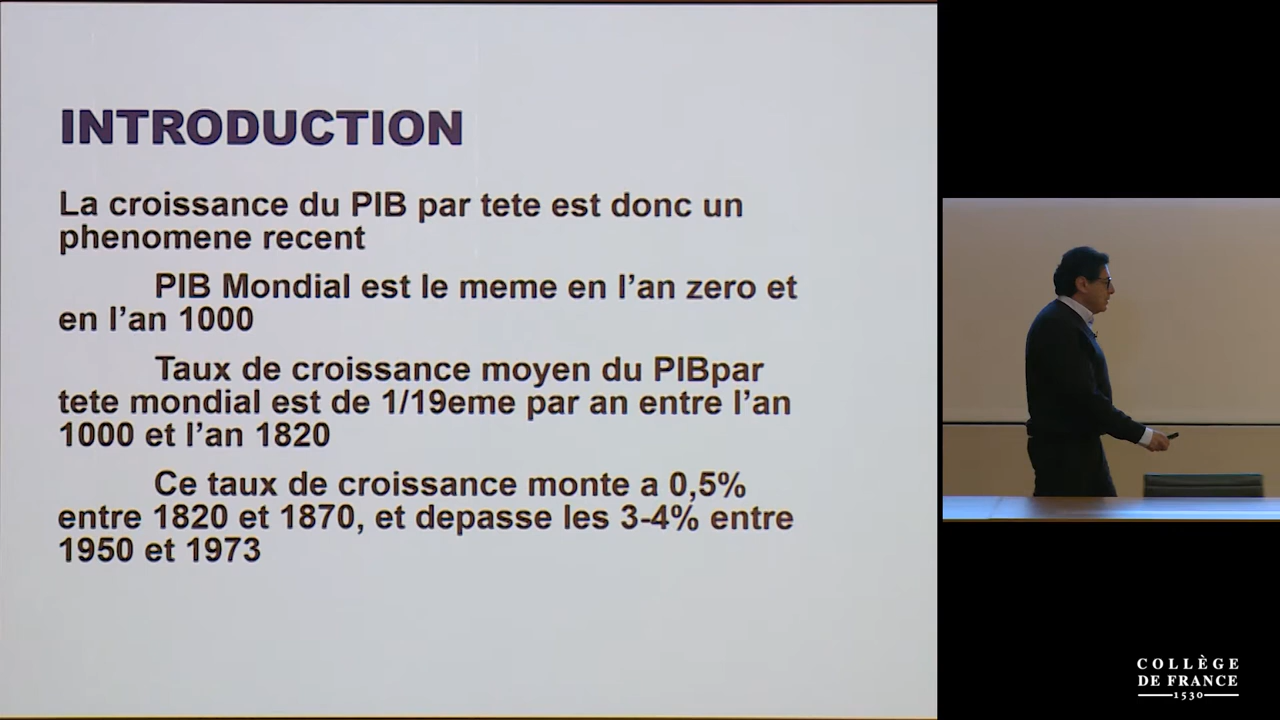 INTRODUCTION
La croissance du PIB par tete est donc un
phenomene recent
PIB Mondial est le meme en l’an zero et
en l’an 1000
Taux de croissance moyen du PIBpar
tete mondial est de 1/19eme par an entre l’an
1000 et l’an 1820
Ce taux de croissance monte a 0,5%
entre 1820 et 1870, et depasse les 3-4% entre
1950 et 1973
COLLÈGE
DE FRANCE
1530